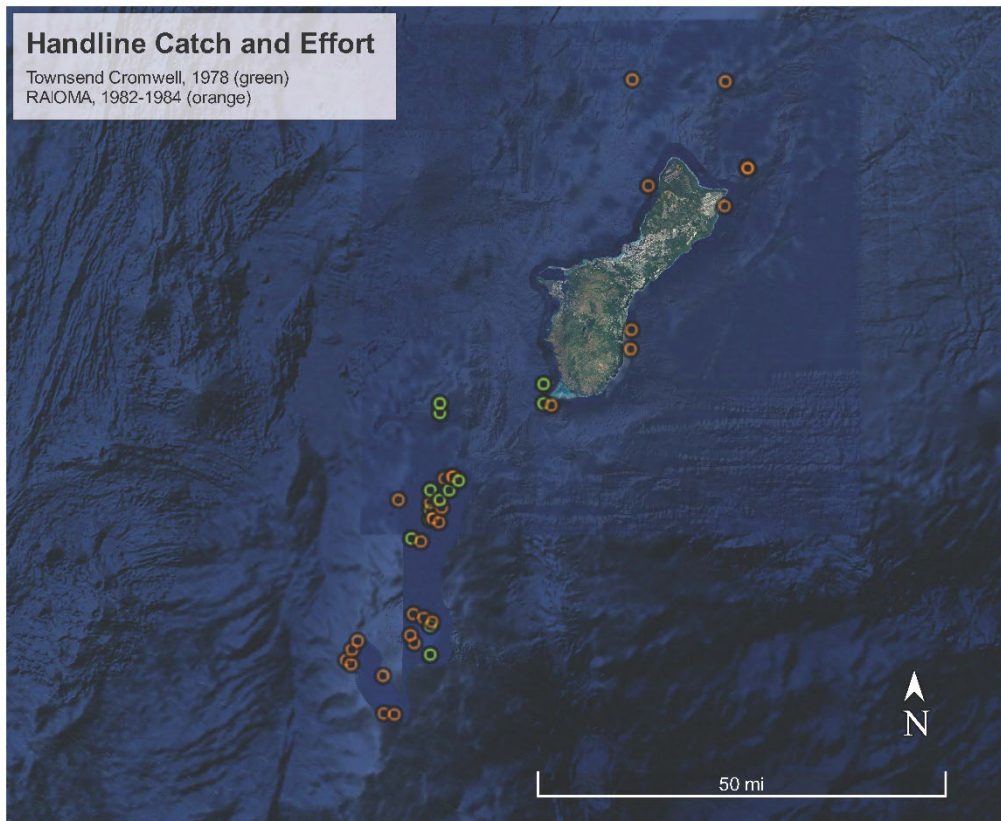 Handline Catch and Effort
Townsend Cromwell, 1978 (green)
RAIOMA, 1982-1984 (orange)
N
50 mi